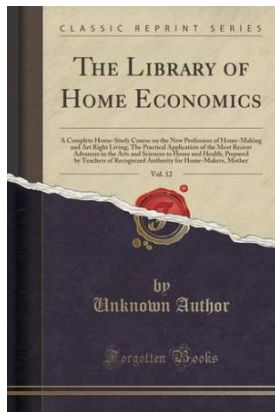 CLASSIC REPRINT SERIES
THE LIBRARY OF
HOME ECONOMICS
A Complete Home-Study Course on the New Profession of Home-Making
and Art Right Living; The Practical Application of the Most Recent
Advances in the Arts and Sciences to Home and Health; Prepared
by Teachers of Recognized Authority for Home-Makers, Mother
Vol. 12
by
Unknown Author
Forgotten Books